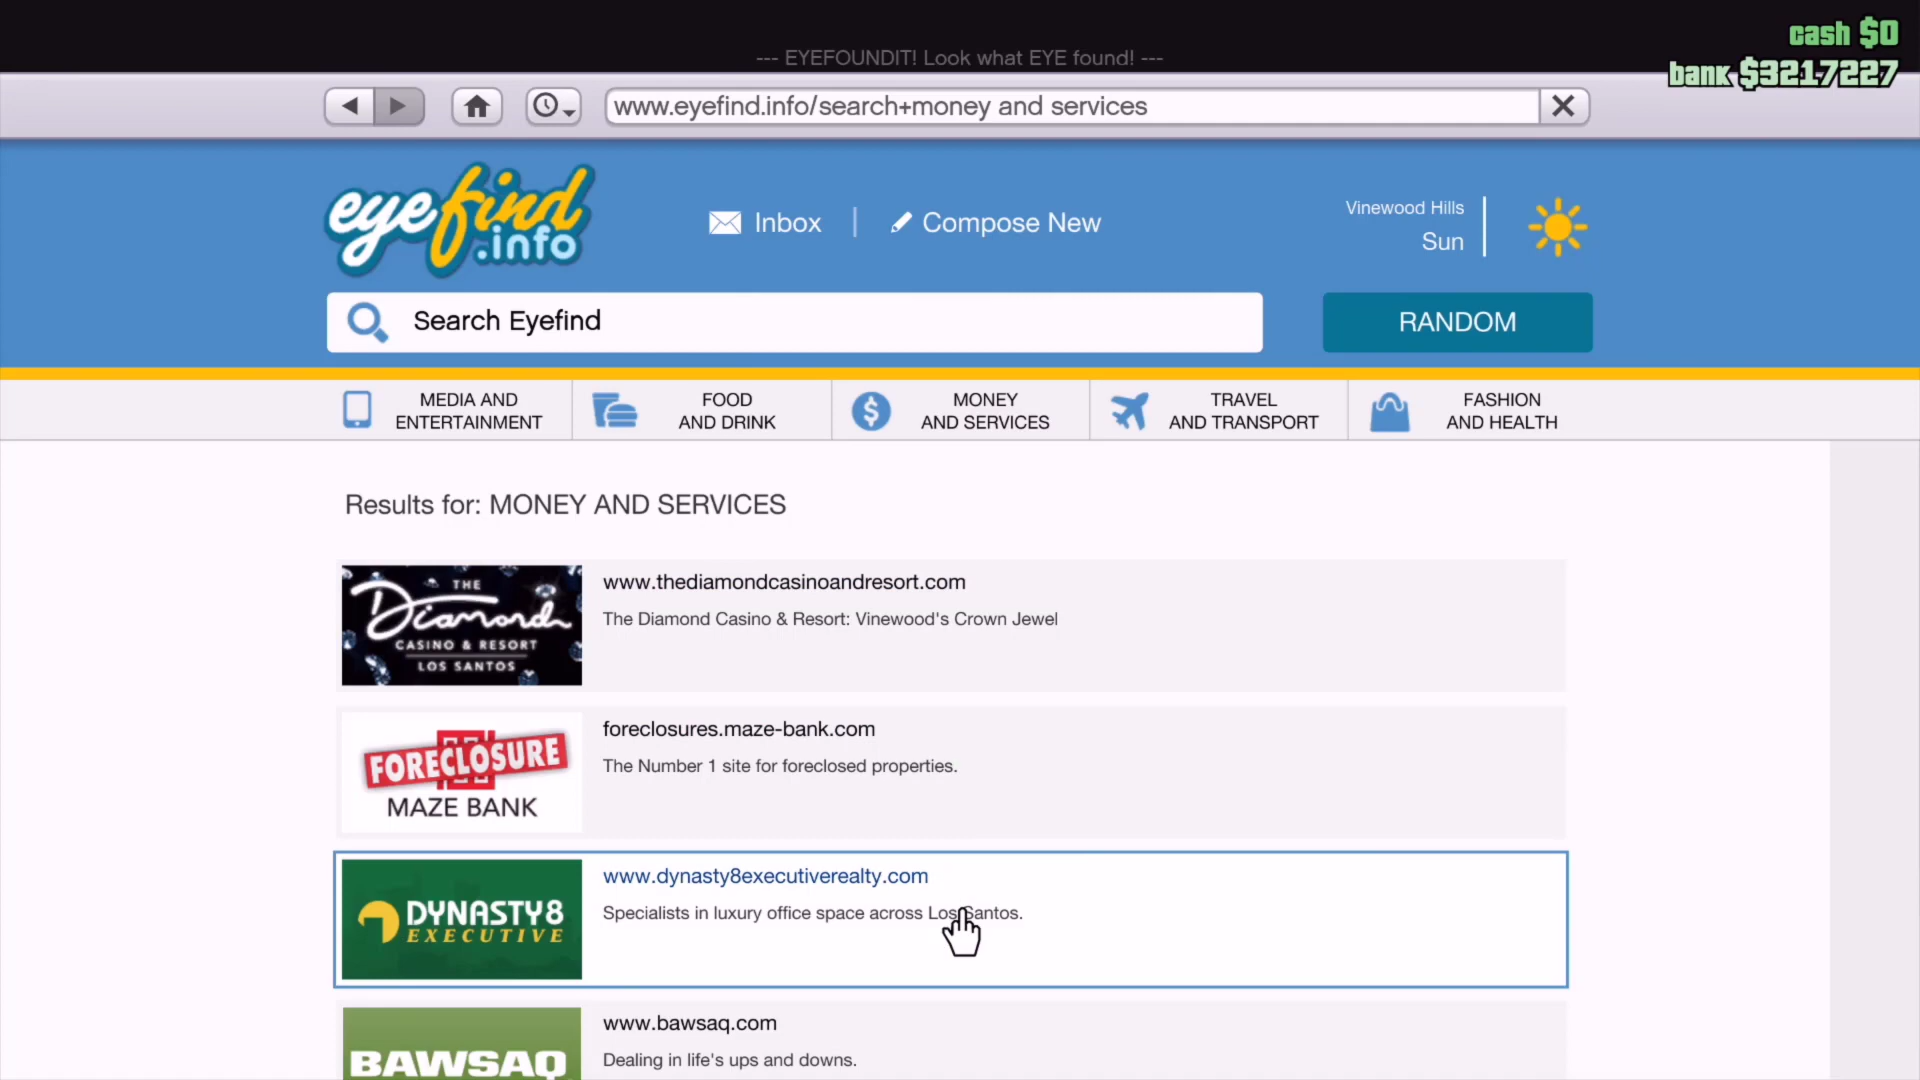 cash $0
--- EYEFOUNDIT! Look what EYE found! ---
bank $3217227
www.eyefind.info/search+money and services
eyefind
.info
Inbox
Compose New
Vinewood Hills
Sun
Search Eyefind
RANDOM
MEDIA AND
ENTERTAINMENT
FOOD
AND DRINK
MONEY
AND SERVICES
TRAVEL
AND TRANSPORT
FASHION
AND HEALTH
Results for: MONEY AND SERVICES
THE
Diamond
CASINO & RESORT
LOS SANTOS
www.thediamondcasinoandresort.com
The Diamond Casino & Resort: Vinewood's Crown Jewel
FORECLOSURE
MAZE BANK
foreclosures.maze-bank.com
The Number 1 site for foreclosed properties.
DYNASTY8
EXECUTIVE
www.dynasty8executiverealty.com
Specialists in luxury office space across Los Santos.
BAWSAQ
www.bawsaq.com
Dealing in life's ups and downs.